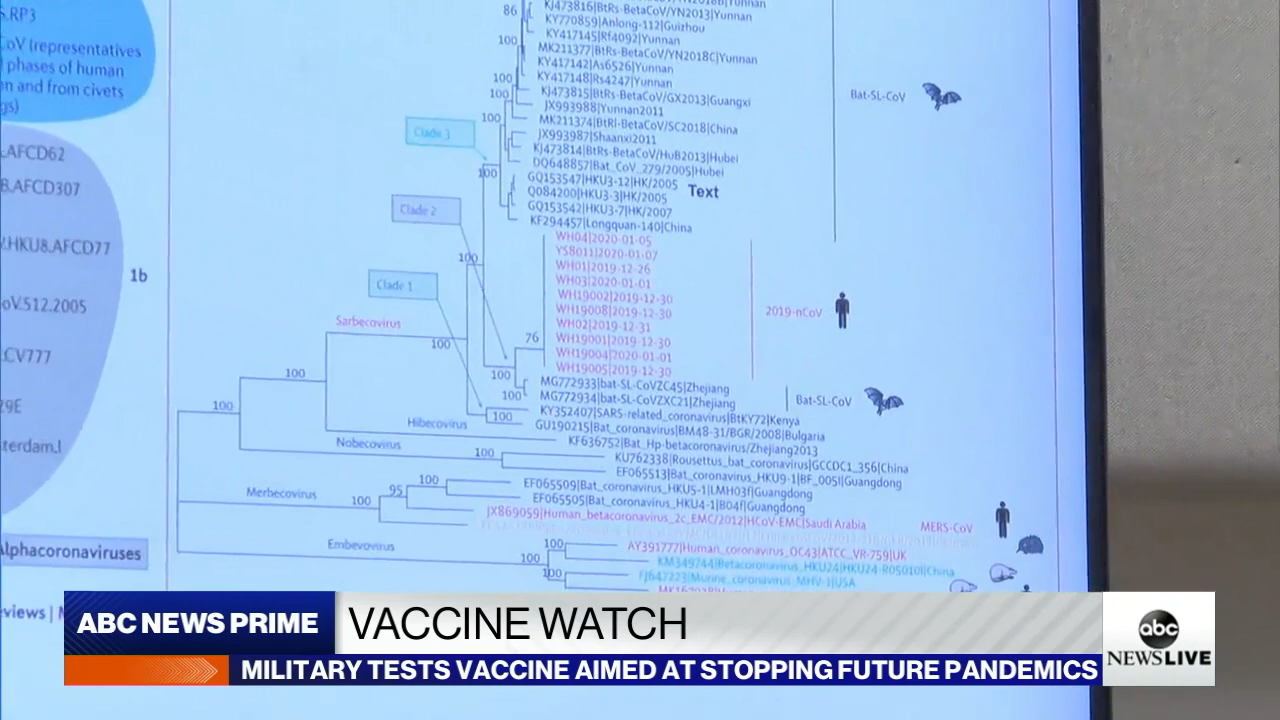 S.RP3
CoV (representatives
phases of human
n and from civets
gs)
.AFCD62
B.AFCD307
/.HKU8.AFCD77
1b
oV.512.2005
.CV777
29E
terdam.I
Alphacoronaviruses
views |
86
KJ473816|BtRs-BetaCoV/YN2013|Yunnan
KY770859|Anlong-112|Guizhou
KY417145|Rf4092|Yunnan
100
MK211377|BtRs-BetaCoV/YN2018C|Yunnan
KY417142|As6526|Yunnan
KY417148|Rs4247|Yunnan
100
KJ473815|BtRs-BetaCoV/GX2013|Guangxi
100
JX993988|Yunnan2011
MK211374|BtRl-BetaCoV/SC2018|China
100
JX993987|Shaanxi2011
KJ473814|BtRs-BetaCoV/HuB2013|Hubei
DQ648857|Bat_CoV_279/2005|Hubei
100
GQ153547|HKU3-12|HK/2005
Q084200|HKU3-3|HK/2005
GQ153542|HKU3-7|HK/2007
KF294457|Longquan-140|China
Text
Bat-SL-CoV
Clade 3
Clade 2
Clade 1
100
WH04|2020-01-05
YS8011|2020-01-07
WH01|2019-12-26
WH03|2020-01-01
WH19002|2019-12-30
WH19008|2019-12-30
WH02|2019-12-31
WH19001|2019-12-30
WH19004|2020-01-01
WH19005|2019-12-30
2019-nCoV
76
Sarbecovirus
100
100
100
MG772933|bat-SL-CoVZC45|Zhejiang
MG772934|bat-SL-CoVZXC21|Zhejiang
Bat-SL-CoV
100
100
KY352407|SARS-related_coronavirus|BtKY72|Kenya
GU190215|Bat_coronavirus|BM48-31/BGR/2008|Bulgaria
100
Hibecovirus
KF636752|Bat_Hp-betacoronavirus/Zhejiang2013
Nobecovirus
100
KU762338|Rousettus_bat_coronavirus|GCCDC1_356|China
EF065513|Bat_coronavirus_HKU9-1|BF_005I|Guangdong
Merbecovirus
100
95
100
EF065509|Bat_coronavirus_HKU5-1|LMH03f|Guangdong
EF065505|Bat_coronavirus_HKU4-1|B04f|Guangdong
JX869059|Human_betacoronavirus_2c_EMC/2012|HCoV-EMC|Saudi Arabia
MERS-CoV
Embevovirus
100
100
100
AY391777|Human_coronavirus_OC43|ATCC_VR-759|UK
KM349744|Betacoronavirus_HKU24|HKU24-R05010I|China
FJ647223|Murine_coronavirus_MHV-1|USA
ABC NEWS PRIME
VACCINE WATCH
MILITARY TESTS VACCINE AIMED AT STOPPING FUTURE PANDEMICS
abc
NEWS LIVE